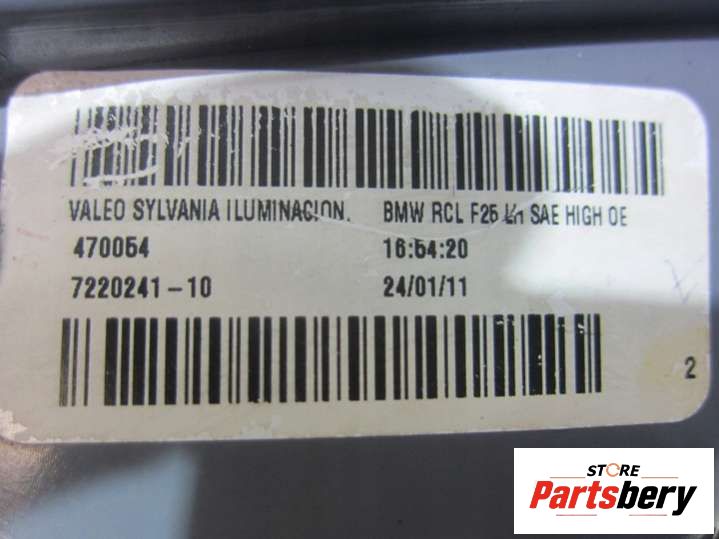 VALEO SYLVANIA ILUMINACION. BMW RCL F25 LH SAE HIGH OE
470054 16:54:20
7220241-10 24/01/11
2
STORE
Partsbery